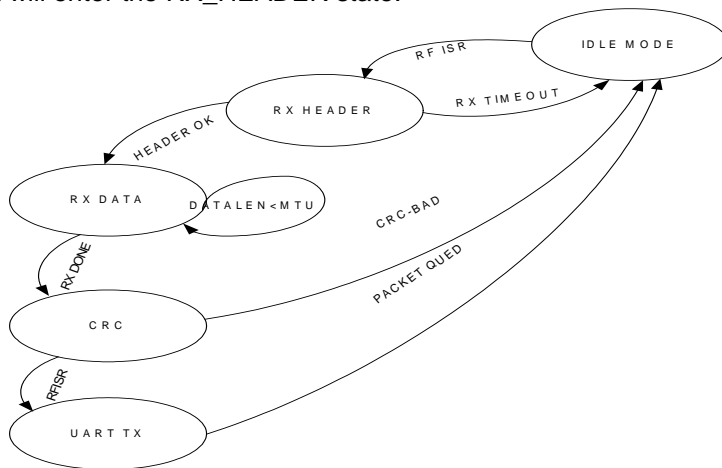 will enter the RX_HEADER state.
IDLE MODE
RF ISR
RX HEADER
RX TIMEOUT
HEADER OK
RX DATA
DATALEN<MTU
CRC-BAD
RX DONE
PACKET QUED
CRC
RFISR
UART TX